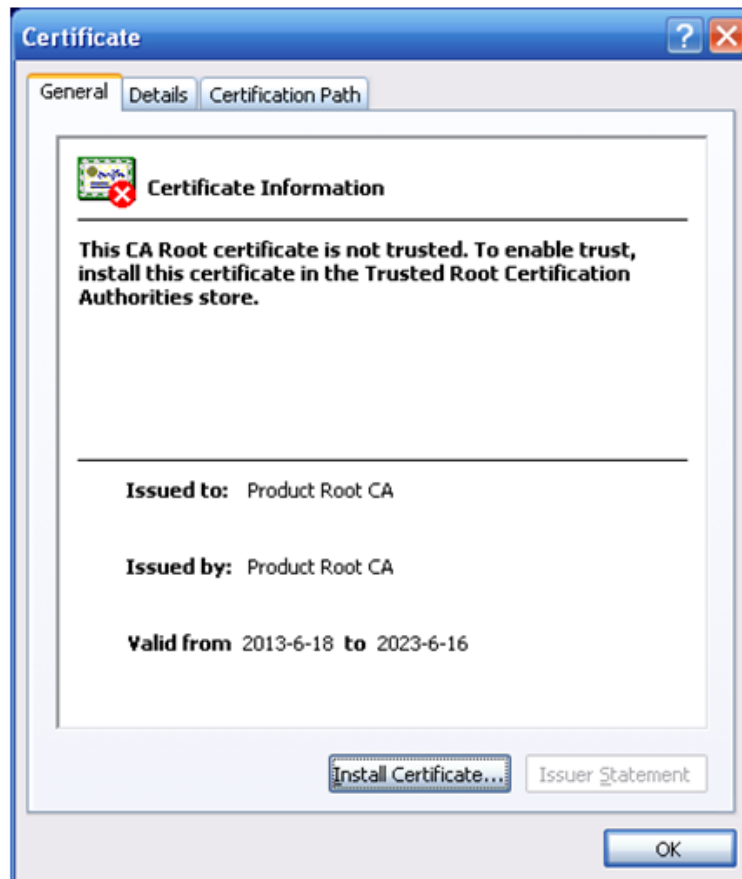 Certificate
General Details Certification Path
Certificate Information
This CA Root certificate is not trusted. To enable trust,
install this certificate in the Trusted Root Certification
Authorities store.
Issued to: Product Root CA
Issued by: Product Root CA
Valid from 2013-6-18 to 2023-6-16
Install Certificate... Issuer Statement
OK